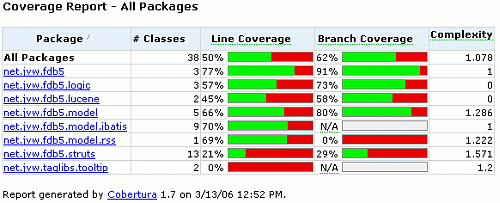 Coverage Report - All Packages
Package # Classes Line Coverage Branch Coverage Complexity
All Packages 38 50% 62% 1.078
net.jvw.fdb5 3 77% 91% 1
net.jvw.fdb5.logic 3 57% 73% 0
net.jvw.fdb5.lucene 2 45% 58% 0
net.jvw.fdb5.model 5 66% 80% 1.286
net.jvw.fdb5.model.ibatis 9 70% N/A 1
net.jvw.fdb5.model.rss 1 69% 0% 1.222
net.jvw.fdb5.struts 13 21% 29% 1.571
net.jvw.taglibs.tooltip 2 0% N/A 1.2
Report generated by Cobertura 1.7 on 3/13/06 12:52 PM.